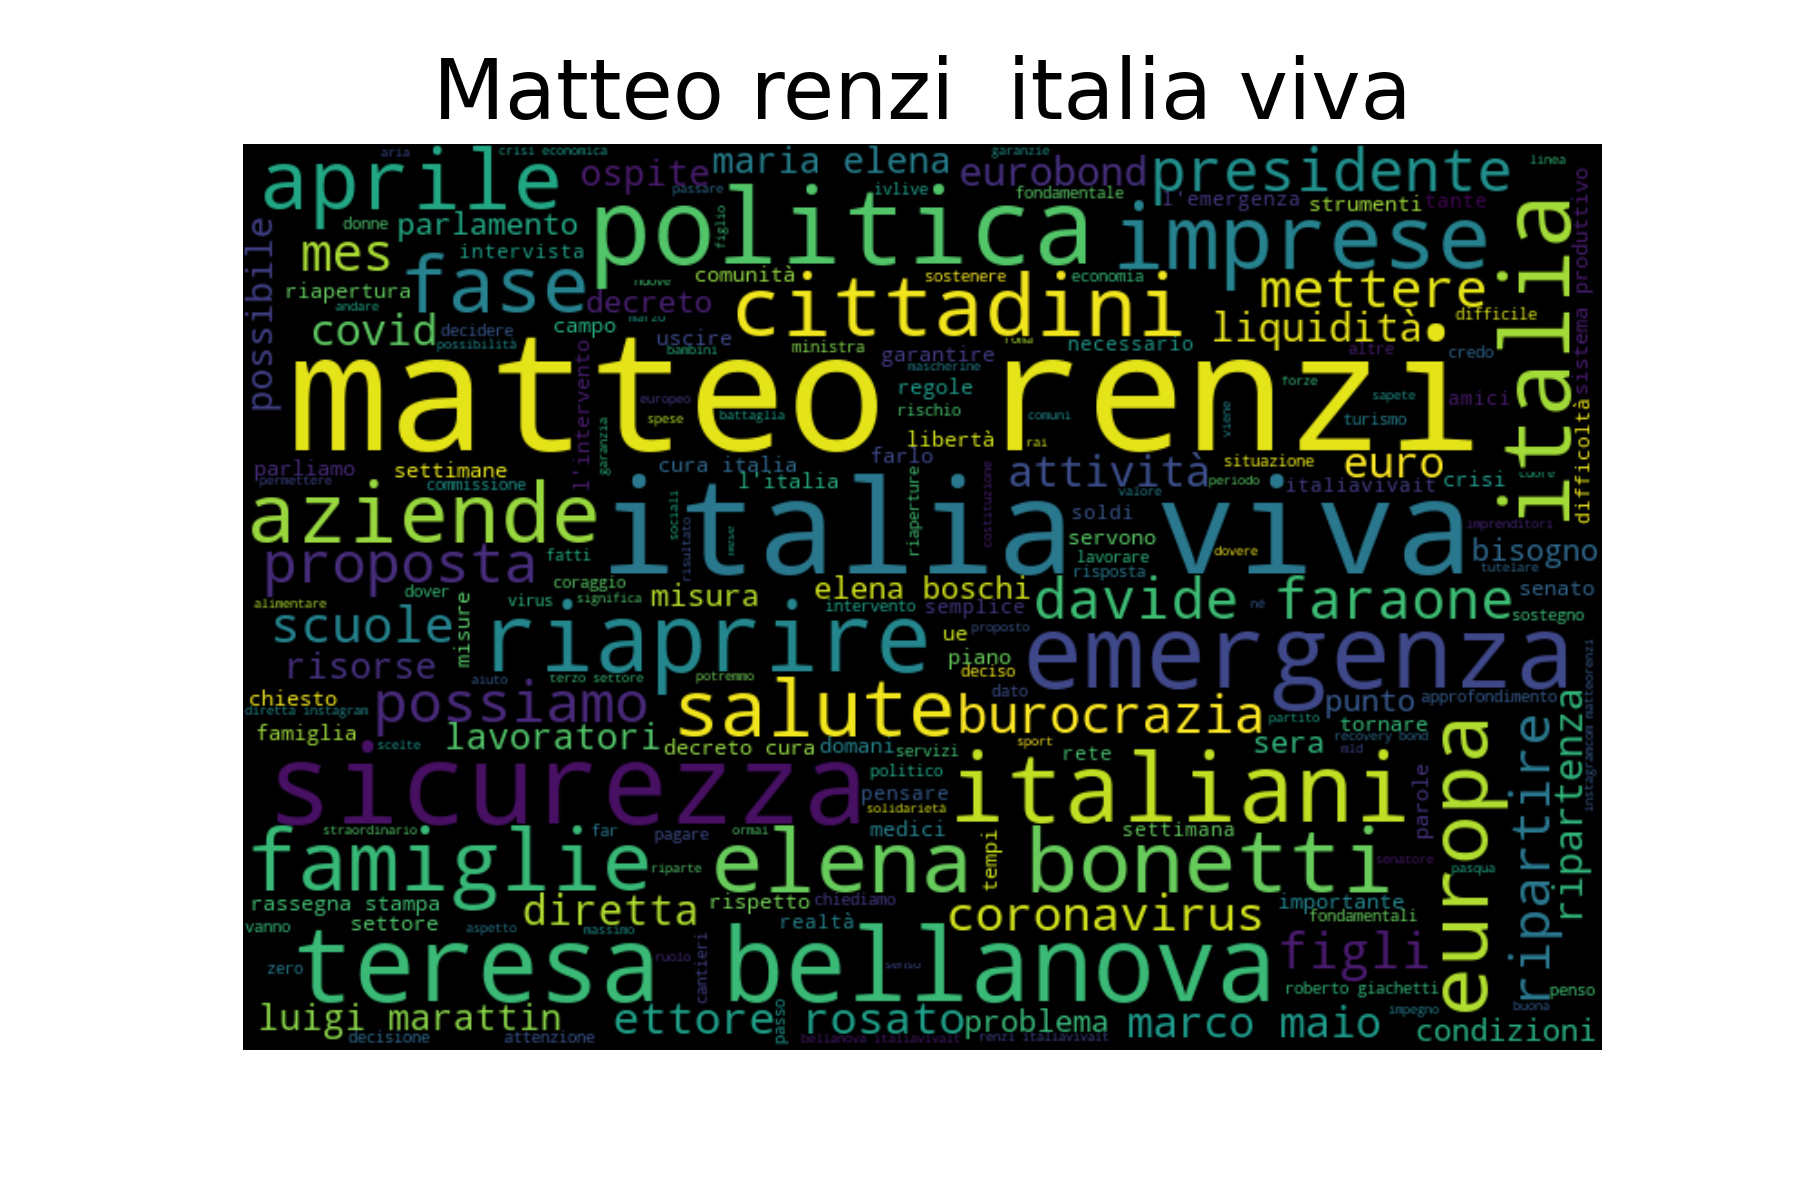 Matteo renzi  italia viva
aria
crisi economica
maria elena
garanzie
linea
aprile
ospite
passare
ivlive
eurobond
presidente
fondamentale
l'emergenza
strumenti
tante
donne
parlamento
figlio
politica
imprese
italia
sistema produttivo
possibile
mes
intervista
fase
nuove
comunità
sostenere
economia
mettere
riapertura
andare
decreto
cittadini
difficile
covid
decidere
possibilità
campo
marzo
uscire
bambini
ministra
roma
necessario
liquidità
altre
credo
garantire
mascherine
matteo renzi
l'intervento
europeo
spese
battaglia
regole
rischio
comuni
forze
sapete
amici
viene
turismo
garanzia
libertà
rai
difficoltà
parliamo
permettere
settimane
commissione
cura italia
l'italia
farlo
attività
situazione
periodo
euro
italiavivait
crisi
cuore
aziende
sociali
risultato
mese
riaperture
costituzione
valore
italia viva
soldi
imprenditori
servono
dovere
proposta
fatti
lavorare
risposta
bisogno
tutelare
coraggio
dover
alimentare
misure
virus
significa
misura
elena boschi
intervento
semplice
davide faraone
né
senato
sostegno
scuole
riaprire
ue
proposto
emergenza
risorse
piano
deciso
aiuto
terzo settore
potremmo
dato
chiesto
diretta instagram
possiamo
salute
burocrazia
partito
punto
approfondimento
instagramcom matteorenzi
famiglia
lavoratori
scelte
decreto cura
domani
servizi
sport
rete
sera
tornare
recovery bond
mid
europa
ripartire
ripartenza
sicurezza
politico
pensare
solidarietà
italiani
parole
straordinario
far
pagare
ormai
medici
settimana
famiglie
riparte
elena bonetti
tempi
senatore
pasqua
rassegna stampa
diretta
rispetto
chiediamo
coronavirus
importante
fondamentali
vanno
settore
aspetto
massimo
realtà
teresa bellanova
ruolo
cantieri
senso
figli
zero
roberto giachetti
penso
luigi marattin
ettore rosato
passo
problema
marco maio
impegno
buona
condizioni
decisione
attenzione
bellanova italiavivait
renzi italiavivait